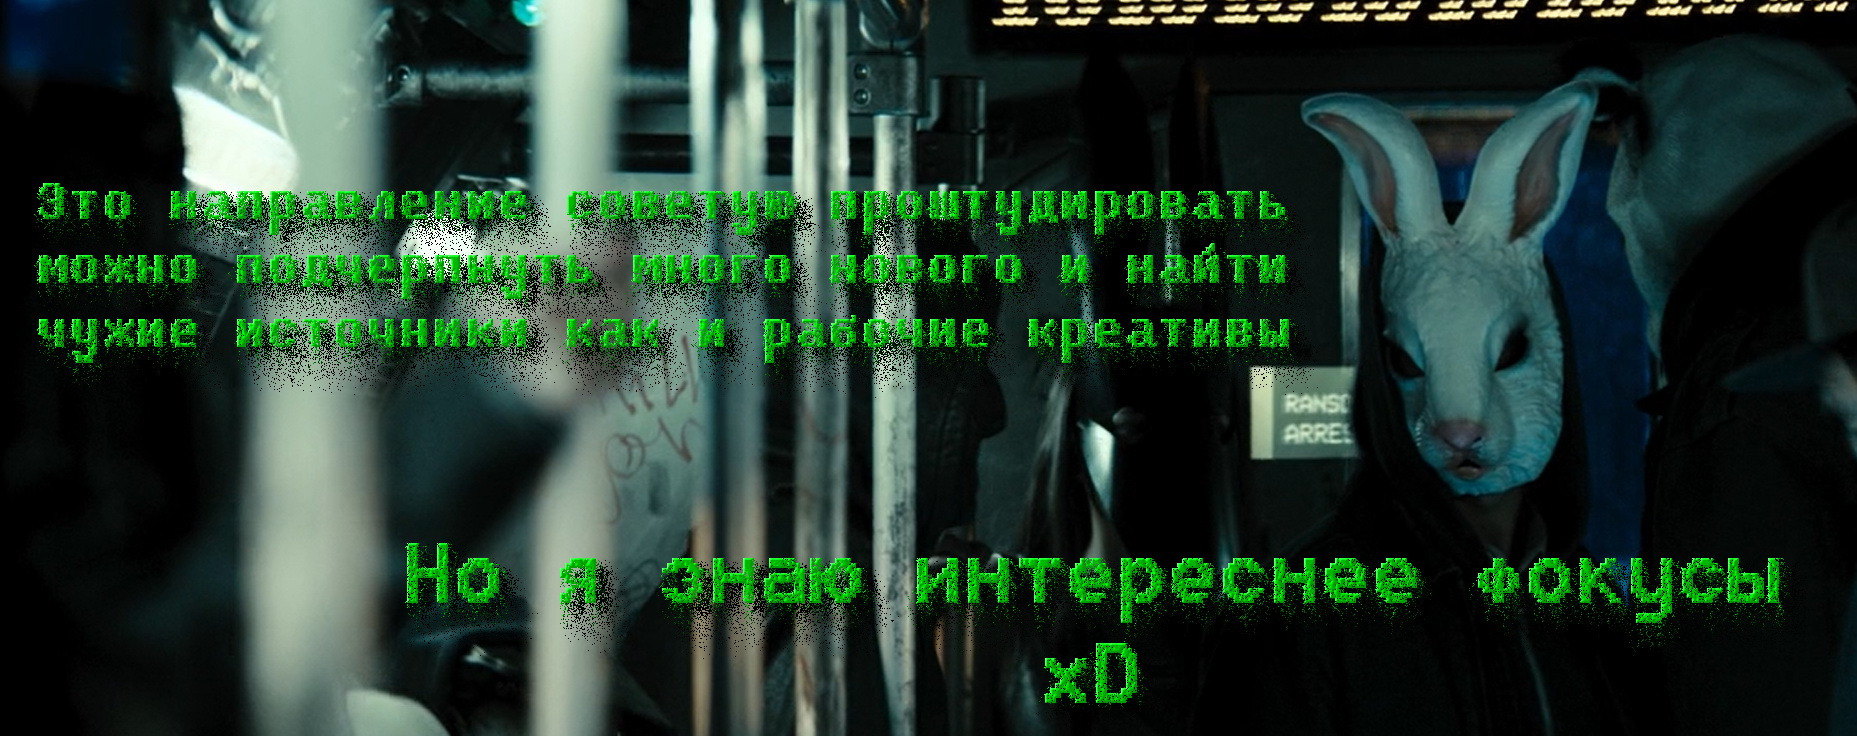 Это направление советую проштудировать
можно подчерпнуть много нового и найти
чужие источники как и рабочие креативы
Но я знаю интереснее фокусы
xD